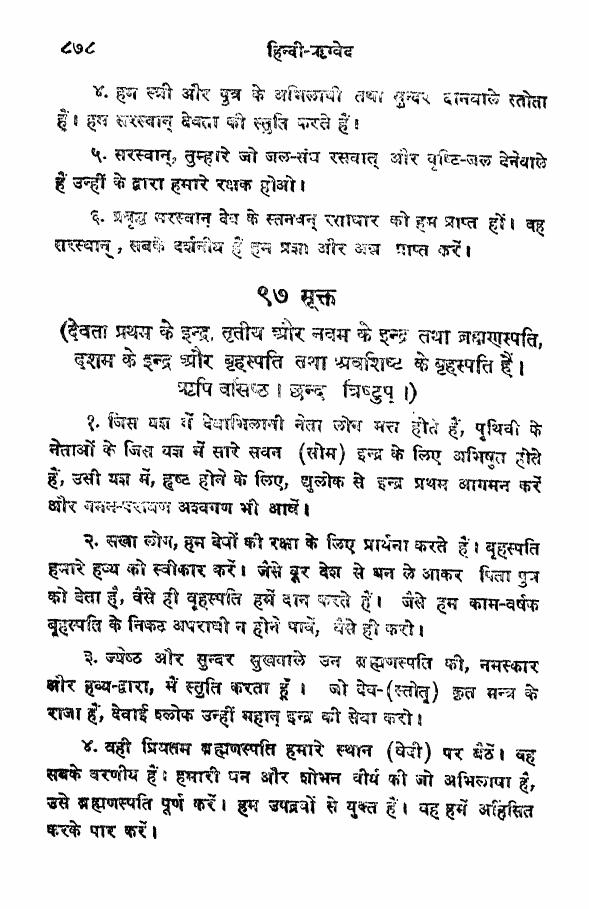 ८७८ हिन्दी-ऋग्वेद
४. हम स्त्री और पुत्र के अभिलाषी तथा सुन्दर दानवाले स्तोता
हैं। हम सरस्वान् देवता की स्तुति करते हैं।
५. सरस्वान्, तुम्हारे जो जल-संघ रसवान् और वृष्टि-जल देनेवाले
हैं उन्हीं के द्वारा हमारे रक्षक होओ।
६. प्रवृद्ध सरस्वान् देव के स्तनवन् रसाधार को हम प्राप्त हों। वह
सरस्वान्, सबके दर्शनीय हैं हम प्रज्ञा और अन्न प्राप्त करें।
९७ सूक्त
(देवता प्रथम के इन्द्र, तृतीय और नवम के इन्द्र तथा ब्रह्मणस्पति,
दशम के इन्द्र और बृहस्पति तथा अवशिष्ट के बृहस्पति हैं।
ऋषि वसिष्ठ। छन्द त्रिष्टुप्।)
१. जिस यज्ञ में देवाभिलाषी नेता लोग मत्त होते हैं, पृथिवी के
नेताओं के जिस यज्ञ में सारे सवन (सोम) इन्द्र के लिए अभिषुत होते
हैं, उसी यज्ञ में, हृष्ट होने के लिए, द्युलोक से इन्द्र प्रथम आगमन करें
और गमन-परायण अश्वगण भी आवें।
२. सखा लोग, हम देवों की रक्षा के लिए प्रार्थना करते हैं। बृहस्पति
हमारे हव्य को स्वीकार करें। जैसे दूर देश से धन ले आकर पिता पुत्र
को देता है, वैसे ही बृहस्पति हमें दान करते हैं। जैसे हम काम-वर्षक
बृहस्पति के निकट अपराधी न होने पावें, वैसे ही करो।
३. ज्येष्ठ और सुन्दर सुखवाले उन ब्रह्मणस्पति की, नमस्कार
और हव्य-द्वारा, मैं स्तुति करता हूँ। जो देव-(स्तोतृ) कृत मन्त्र के
राजा हैं, देवार्ह श्लोक उन्हीं महान् इन्द्र की सेवा करो।
४. वही प्रियतम ब्रह्मणस्पति हमारे स्थान (वेदी) पर बैठें। वह
सबके वरणीय हैं। हमारी धन और शोभन वीर्य की जो अभिलाषा है,
उसे ब्रह्मणस्पति पूर्ण करें। हम उपद्रवों से युक्त हैं। वह हमें अहिंसित
करके पार करें।